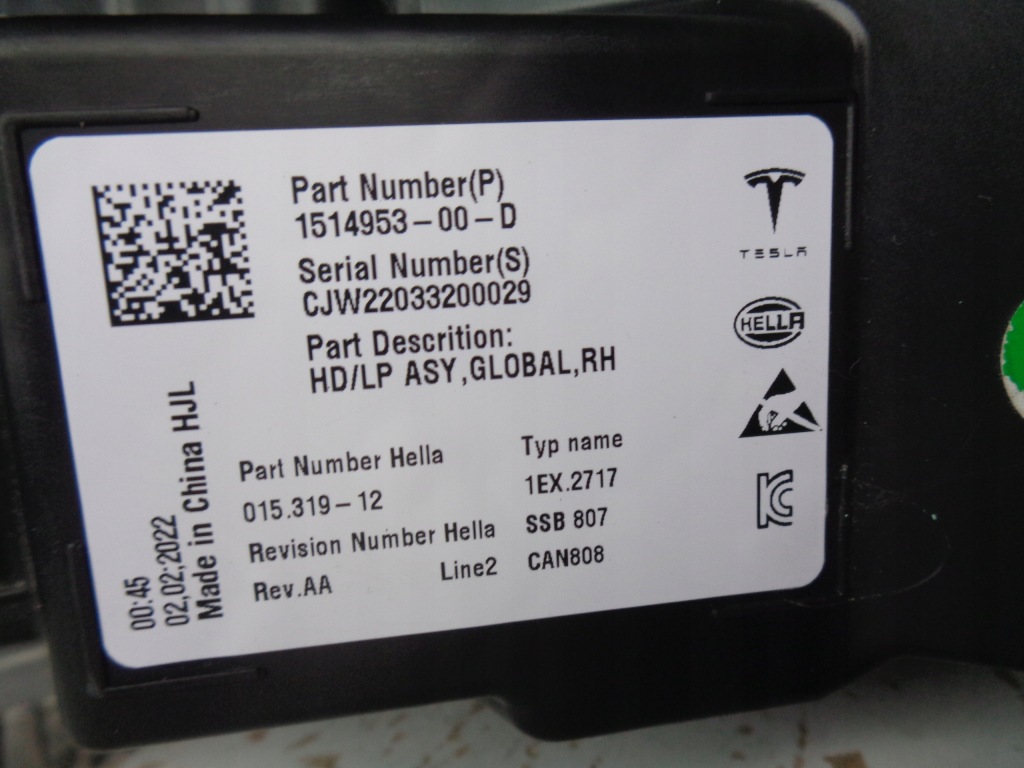 Part Number(P)
1514953-00-D
Serial Number(S)
CJW22033200029
Part Descrition:
HD/LP ASY,GLOBAL,RH
TESLA
HELLA
Part Number Hella
015.319-12
Revision Number Hella
Rev.AA
Line2
Typ name
1EX.2717
SSB 807
CAN808
00:45
02,02,2022
Made in China HJL